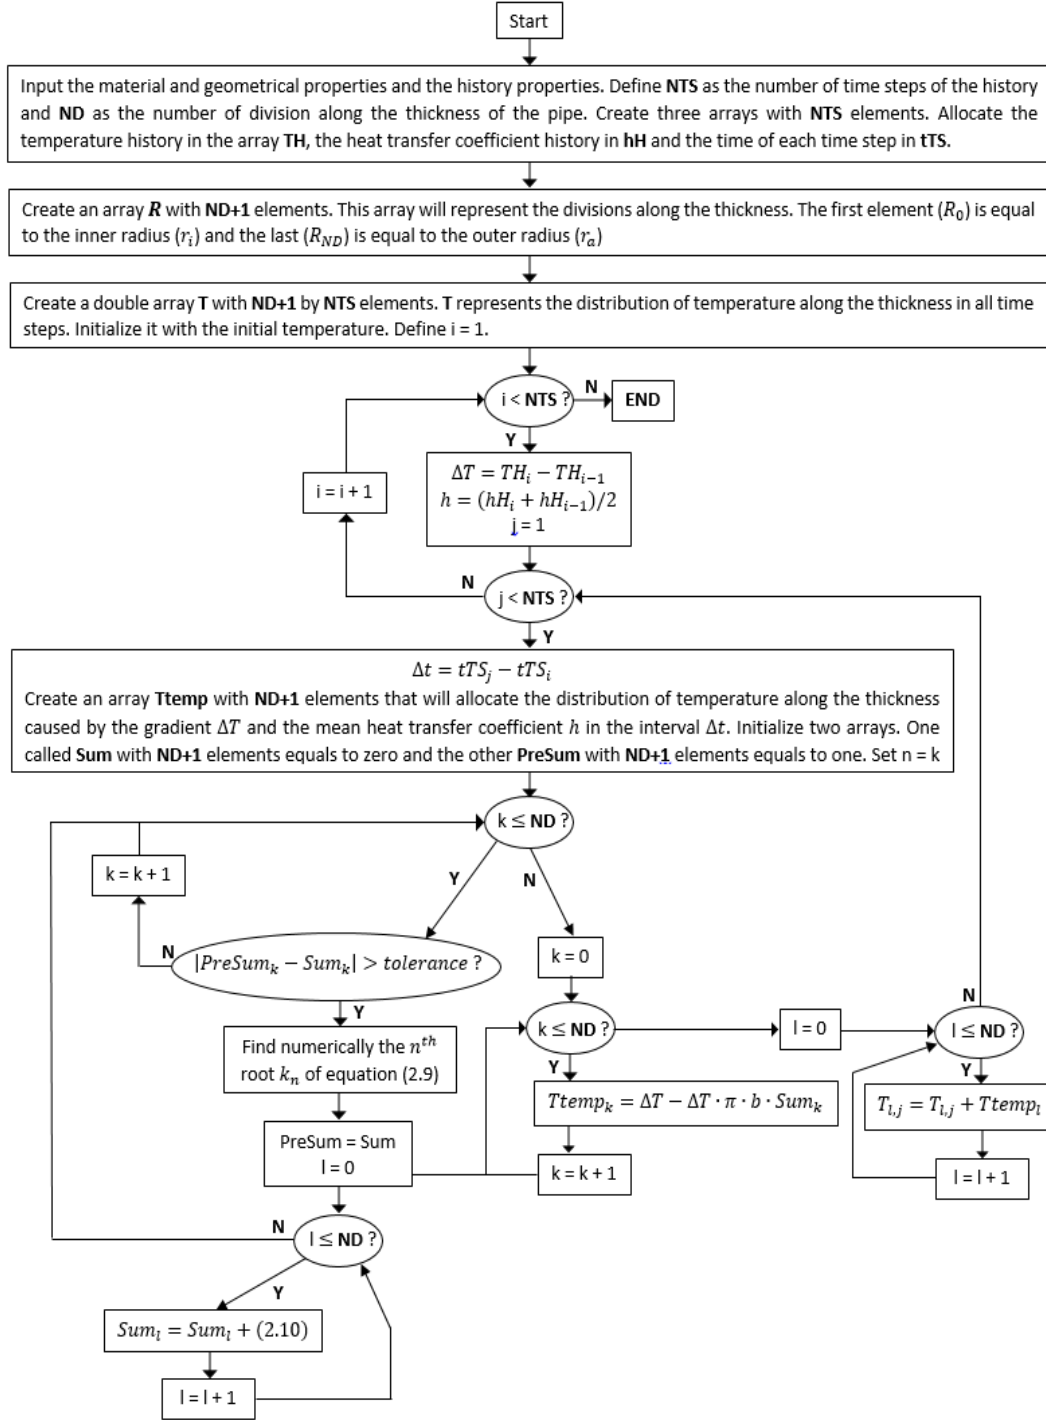 Start
Input the material and geometrical properties and the history properties. Define NTS as the number of time steps of the history
and ND as the number of division along the thickness of the pipe. Create three arrays with NTS elements. Allocate the
temperature history in the array TH, the heat transfer coefficient history in hH and the time of each time step in tTS.
Create an array R with ND+1 elements. This array will represent the divisions along the thickness. The first element (R₀) is equal
to the inner radius (rᵢ) and the last (R_ND) is equal to the outer radius (rₐ)
Create a double array T with ND+1 by NTS elements. T represents the distribution of temperature along the thickness in all time
steps. Initialize it with the initial temperature. Define i = 1.
i < NTS ?
N
END
Y
ΔT = THᵢ − THᵢ₋₁
h = (hHᵢ + hHᵢ₋₁)/2
j = 1
i = i + 1
N
j < NTS ?
Y
Δt = tTSⱼ − tTSᵢ
Create an array Ttemp with ND+1 elements that will allocate the distribution of temperature along the thickness
caused by the gradient ΔT and the mean heat transfer coefficient h in the interval Δt. Initialize two arrays. One
called Sum with ND+1 elements equals to zero and the other PreSum with ND+1 elements equals to one. Set n = k
k ≤ ND ?
k = k + 1
Y
N
N
|PreSumₖ − Sumₖ| > tolerance ?
k = 0
Y
k ≤ ND ?
l = 0
N
l ≤ ND ?
Find numerically the nᵗʰ
root kₙ of equation (2.9)
Y
Ttempₖ = ΔT − ΔT · π · b · Sumₖ
Y
Tₗ,ⱼ = Tₗ,ⱼ + Ttempₗ
PreSum = Sum
l = 0
k = k + 1
l = l + 1
N
l ≤ ND ?
Y
Sumₗ = Sumₗ + (2.10)
l = l + 1